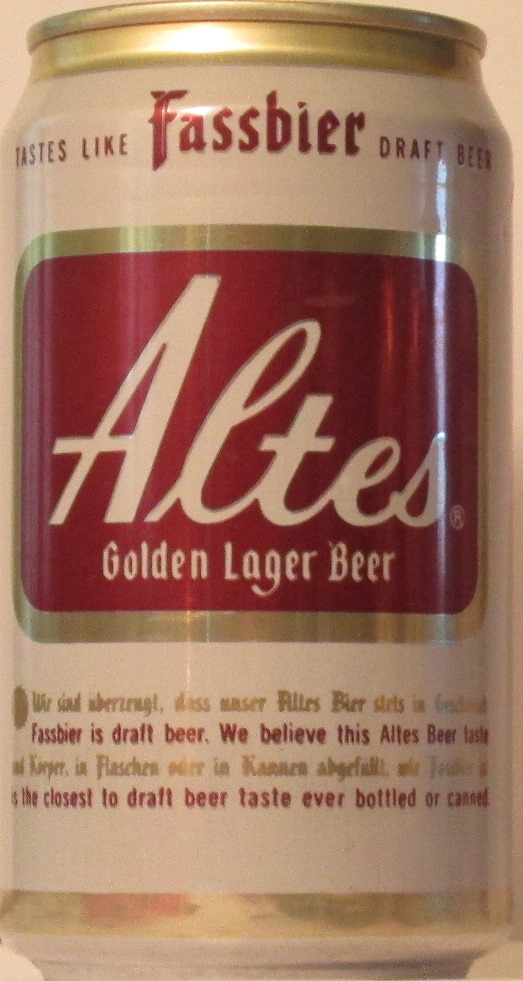 TASTES LIKE Fassbier DRAFT BEER
Altes®
Golden Lager Beer
Wir sind überzeugt, dass unser Altes Bier stets in
Fassbier is draft beer. We believe this Altes Beer taste
Körper, in Flaschen oder in Kannen abgefüllt, wie
is the closest to draft beer taste ever bottled or canned.